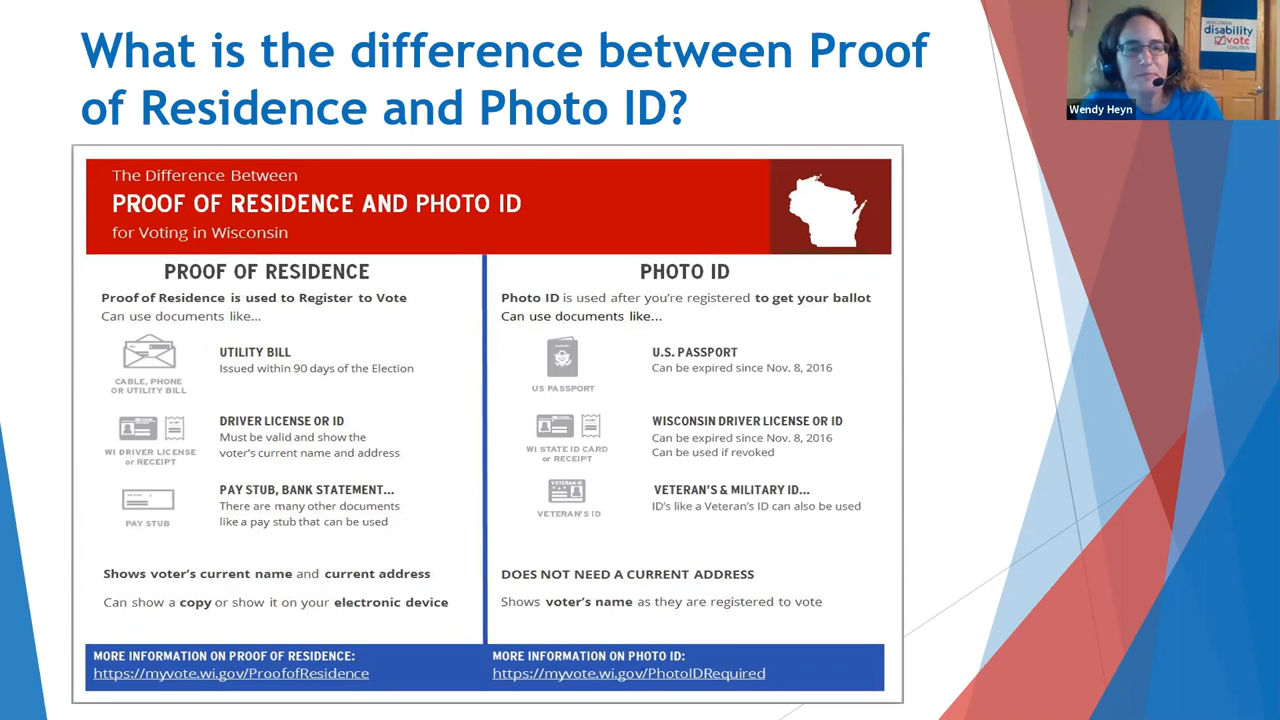 What is the difference between Proof
of Residence and Photo ID?
WISCONSIN
disability
vote
COALITION
Wendy Heyn
The Difference Between
PROOF OF RESIDENCE AND PHOTO ID
for Voting in Wisconsin
PROOF OF RESIDENCE
Proof of Residence is used to Register to Vote
Can use documents like...
CABLE, PHONE
OR UTILITY BILL
UTILITY BILL
Issued within 90 days of the Election
WI DRIVER LICENSE
or RECEIPT
DRIVER LICENSE OR ID
Must be valid and show the
voter's current name and address
PAY STUB
PAY STUB, BANK STATEMENT...
There are many other documents
like a pay stub that can be used
Shows voter's current name and current address
Can show a copy or show it on your electronic device
MORE INFORMATION ON PROOF OF RESIDENCE:
https://myvote.wi.gov/ProofofResidence
PHOTO ID
Photo ID is used after you're registered to get your ballot
Can use documents like...
US PASSPORT
U.S. PASSPORT
Can be expired since Nov. 8, 2016
WI STATE ID CARD
or RECEIPT
WISCONSIN DRIVER LICENSE OR ID
Can be expired since Nov. 8, 2016
Can be used if revoked
VETERAN ID
VETERAN'S ID
VETERAN'S & MILITARY ID...
ID's like a Veteran's ID can also be used
DOES NOT NEED A CURRENT ADDRESS
Shows voter's name as they are registered to vote
MORE INFORMATION ON PHOTO ID:
https://myvote.wi.gov/PhotoIDRequired